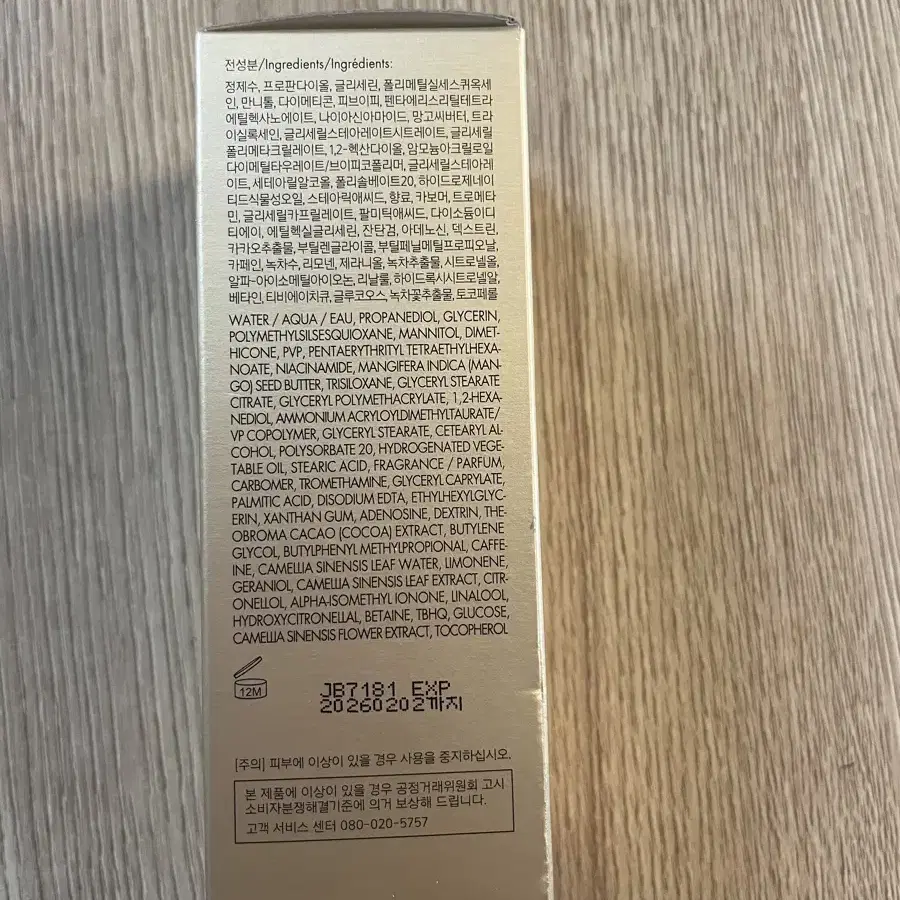 전성분/Ingredients/Ingrédients:
정제수, 프로판다이올, 글리세린, 폴리메틸실세스퀴옥세
인, 만니톨, 다이메티콘, 피브이피, 펜타에리스리틸테트라
에틸헥사노에이트, 나이아신아마이드, 망고씨버터, 트라
이실록세인, 글리세릴스테아레이트시트레이트, 글리세릴
폴리메타크릴레이트, 1,2-헥산다이올, 암모늄아크릴로일
다이메틸타우레이트/브이피코폴리머, 글리세릴스테아레
이트, 세테아릴알코올, 폴리솔베이트20, 하이드로제네이
티드식물성오일, 스테아릭애씨드, 향료, 카보머, 트로메타
민, 글리세릴카프릴레이트, 팔미틱애씨드, 다이소듐이디
티에이, 에틸헥실글리세린, 잔탄검, 아데노신, 덱스트린,
카카오추출물, 부틸렌글라이콜, 부틸페닐메틸프로피오날,
카페인, 녹차수, 리모넨, 제라니올, 녹차추출물, 시트로넬올,
알파-아이소메틸아이오논, 리날룰, 하이드록시시트로넬알,
베타인, 티비에이치큐, 글루코오스, 녹차꽃추출물, 토코페롤
WATER / AQUA / EAU, PROPANEDIOL, GLYCERIN,
POLYMETHYLSILSESQUIOXANE, MANNITOL, DIMET-
HICONE, PVP, PENTAERYTHRITYL TETRAETHYLHEXA-
NOATE, NIACINAMIDE, MANGIFERA INDICA (MAN-
GO) SEED BUTTER, TRISILOXANE, GLYCERYL STEARATE
CITRATE, GLYCERYL POLYMETHACRYLATE, 1,2-HEXA-
NEDIOL, AMMONIUM ACRYLOYLDIMETHYLTAURATE/
VP COPOLYMER, GLYCERYL STEARATE, CETEARYL AL-
COHOL, POLYSORBATE 20, HYDROGENATED VEGE-
TABLE OIL, STEARIC ACID, FRAGRANCE / PARFUM,
CARBOMER, TROMETHAMINE, GLYCERYL CAPRYLATE,
PALMITIC ACID, DISODIUM EDTA, ETHYLHEXYLGLYC-
ERIN, XANTHAN GUM, ADENOSINE, DEXTRIN, THE-
OBROMA CACAO (COCOA) EXTRACT, BUTYLENE
GLYCOL, BUTYLPHENYL METHYLPROPIONAL, CAFFE-
INE, CAMELLIA SINENSIS LEAF WATER, LIMONENE,
GERANIOL, CAMELLIA SINENSIS LEAF EXTRACT, CITR-
ONELLOL, ALPHA-ISOMETHYL IONONE, LINALOOL,
HYDROXYCITRONELLAL, BETAINE, TBHQ, GLUCOSE,
CAMELLIA SINENSIS FLOWER EXTRACT, TOCOPHEROL
12M
JB7181 EXP
20260202까지
[주의] 피부에 이상이 있을 경우 사용을 중지하십시오.
본 제품에 이상이 있을 경우 공정거래위원회 고시
소비자분쟁해결기준에 의거 보상해 드립니다.
고객 서비스 센터 080-020-5757